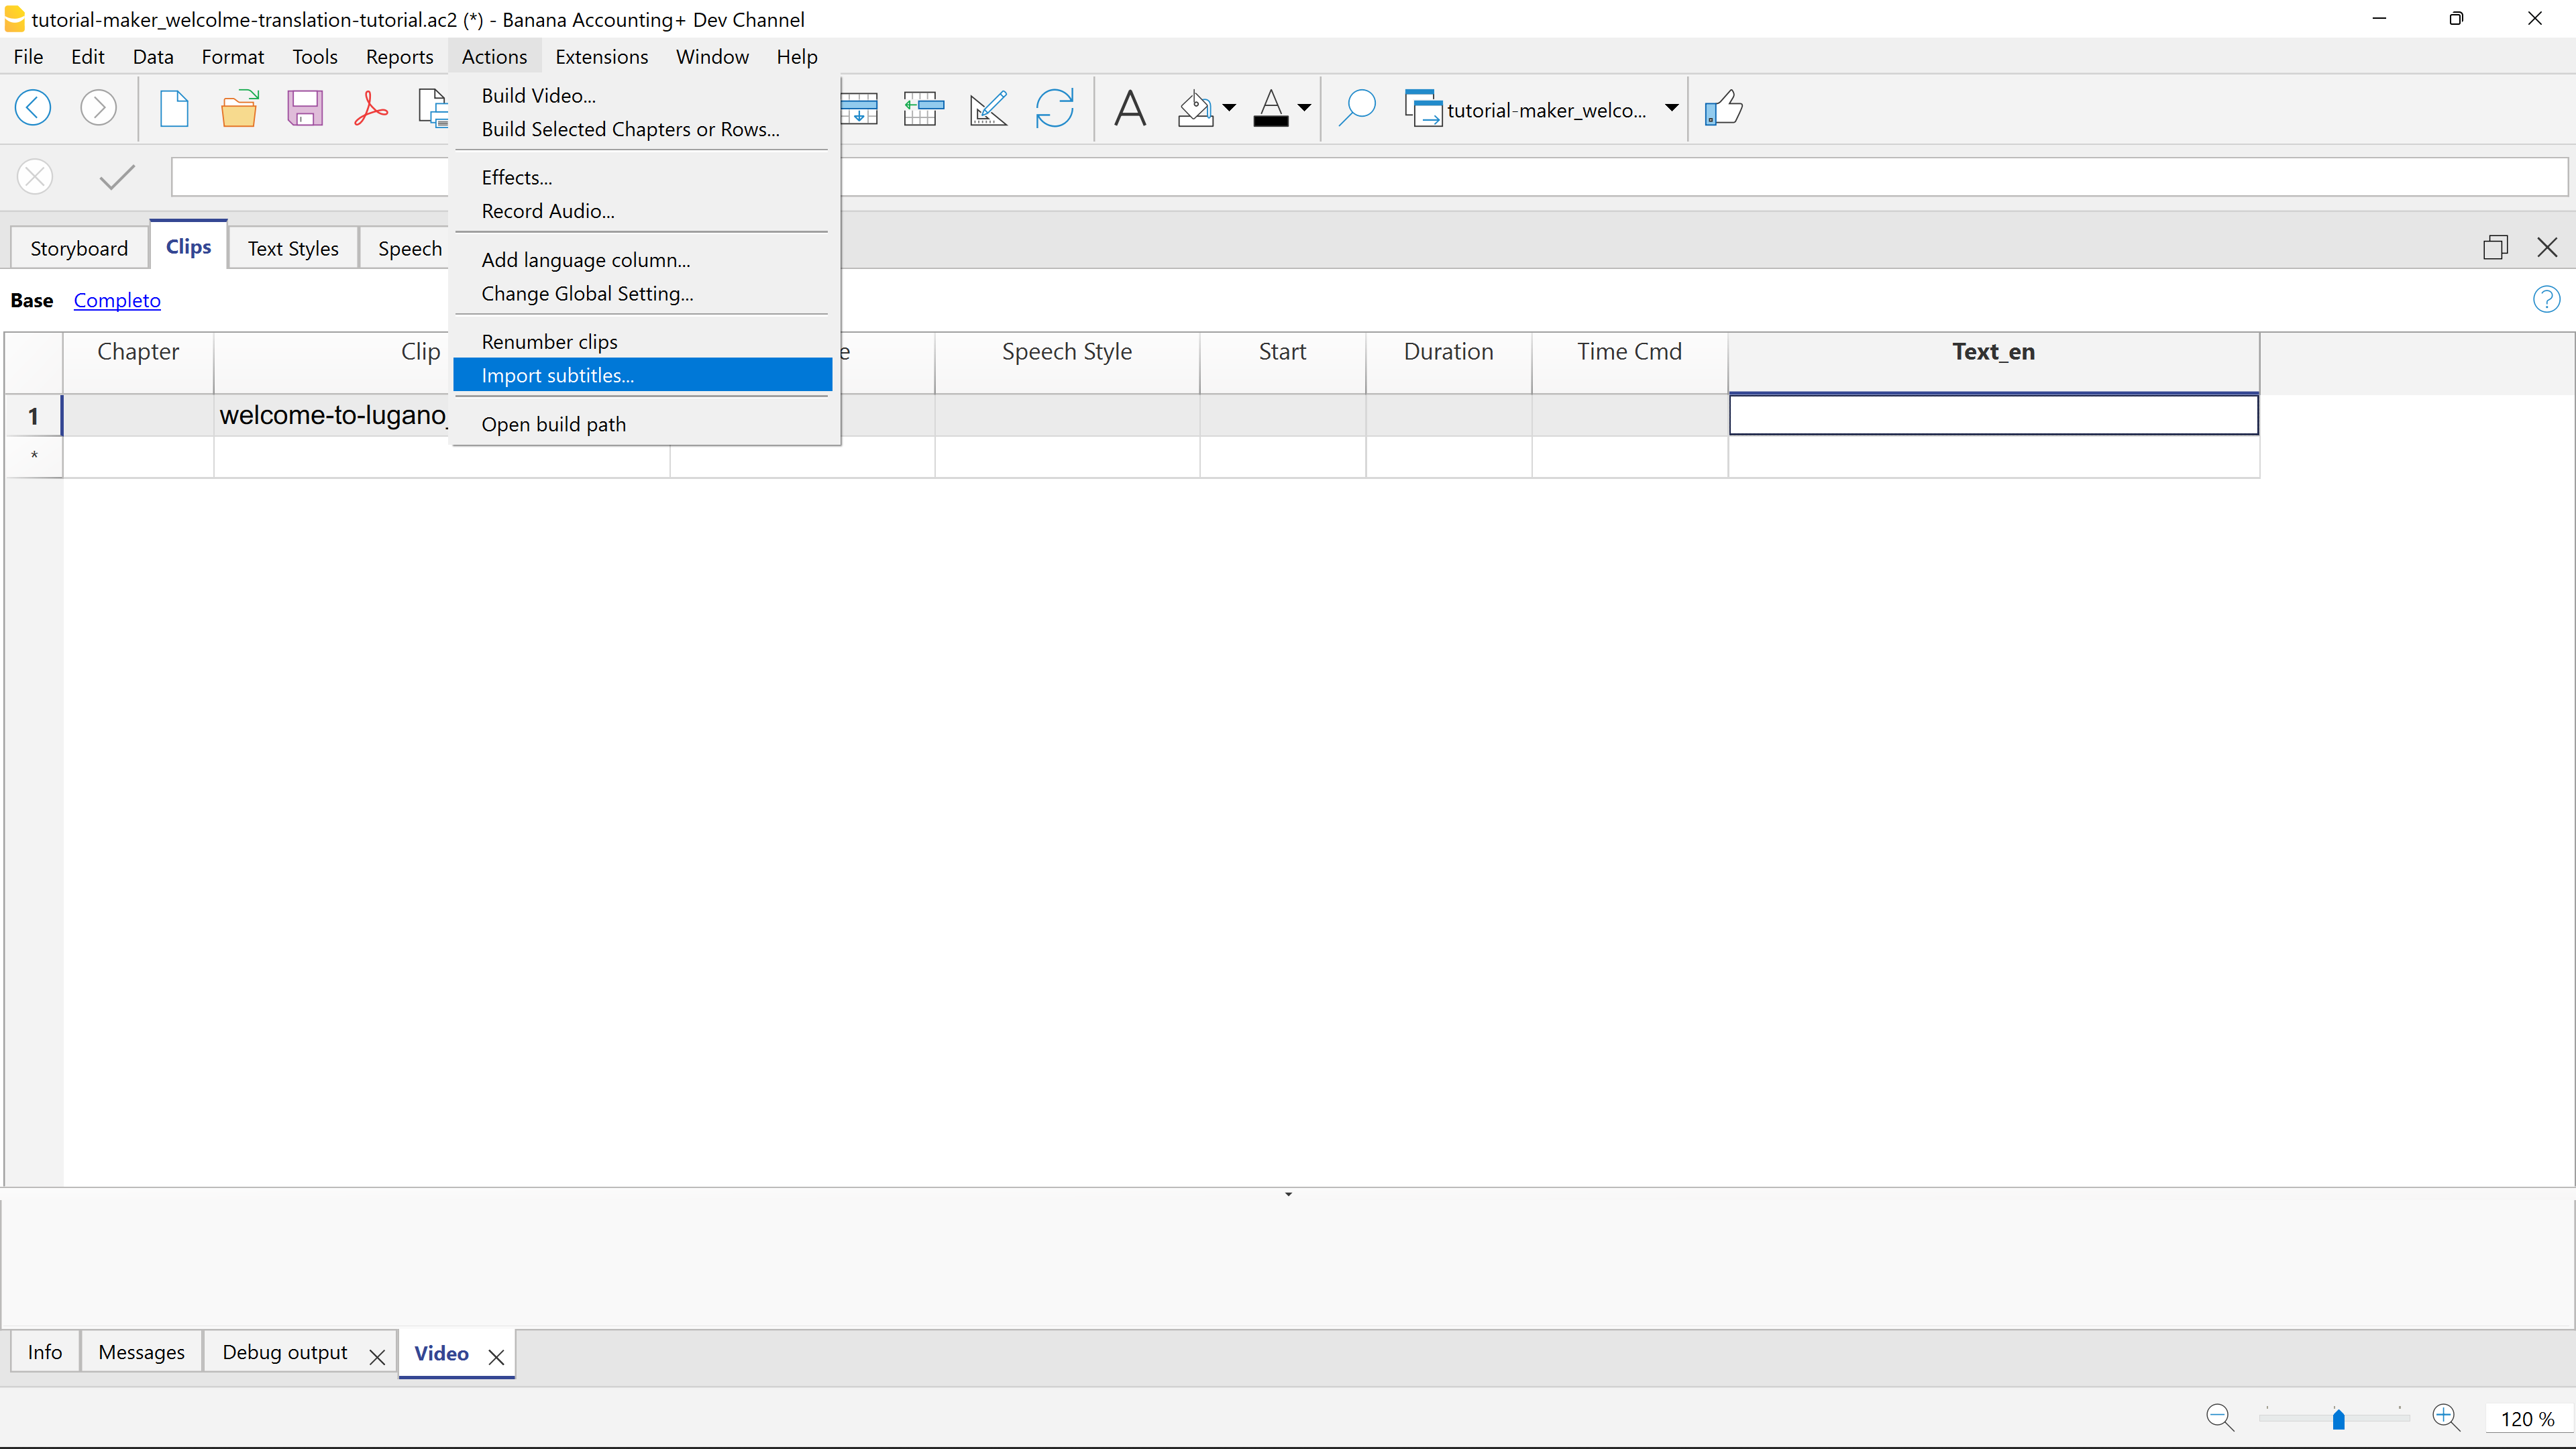 tutorial-maker_welcolme-translation-tutorial.ac2 (*) - Banana Accounting+ Dev Channel
File Edit Data Format Tools Reports Actions Extensions Window Help
tutorial-maker_welco...
Build Video...
Build Selected Chapters or Rows...
Effects...
Record Audio...
Add language column...
Change Global Setting...
Renumber clips
Import subtitles...
Open build path
Storyboard Clips Text Styles Speech
Base Completo
Chapter Clip e Speech Style Start Duration Time Cmd Text_en
1 welcome-to-lugano
*
Info Messages Debug output Video
120 %